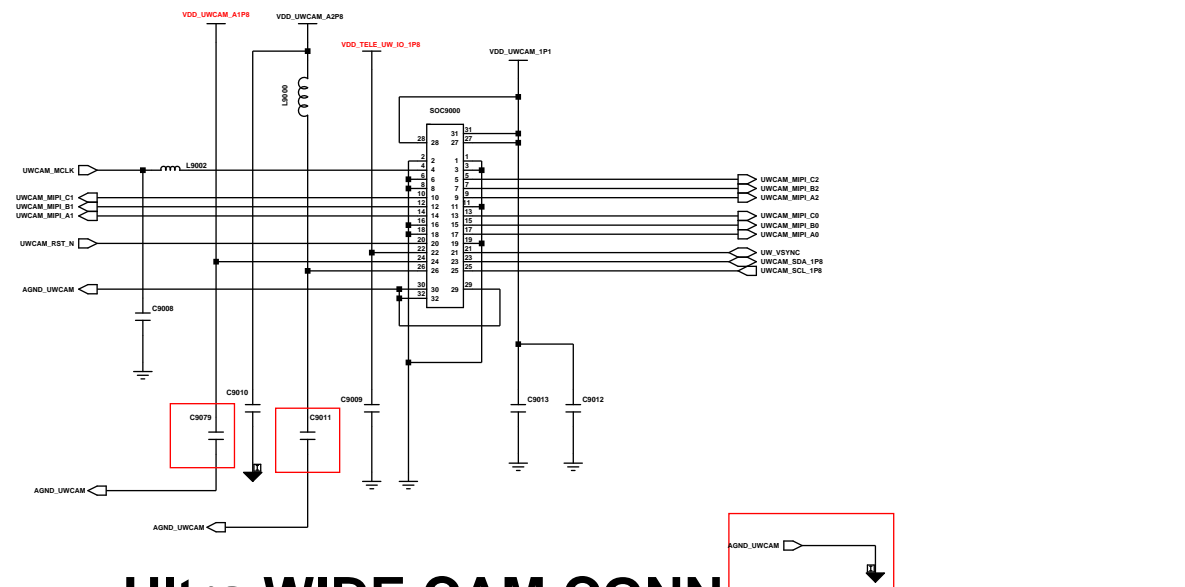 VDD_UWCAM_A1P8
VDD_UWCAM_A2P8
VDD_TELE_UW_IO_1P8
VDD_UWCAM_1P1
L9000
SOC9000
31 31
27 27
28 28
2 2 1 1
4 4 3 3
6 6 5 5
8 8 7 7
10 10 9 9
12 12 11 11
14 14 13 13
16 16 15 15
18 18 17 17
20 20 19 19
22 22 21 21
24 24 23 23
26 26 25 25
30 30 29 29
32 32
UWCAM_MCLK
L9002
UWCAM_MIPI_C1
UWCAM_MIPI_B1
UWCAM_MIPI_A1
UWCAM_RST_N
AGND_UWCAM
UWCAM_MIPI_C2
UWCAM_MIPI_B2
UWCAM_MIPI_A2
UWCAM_MIPI_C0
UWCAM_MIPI_B0
UWCAM_MIPI_A0
UW_VSYNC
UWCAM_SDA_1P8
UWCAM_SCL_1P8
C9008
C9010
C9009
C9013
C9012
C9079
C9011
AGND_UWCAM
AGND_UWCAM
AGND_UWCAM
Ultra WIDE CAM CONN